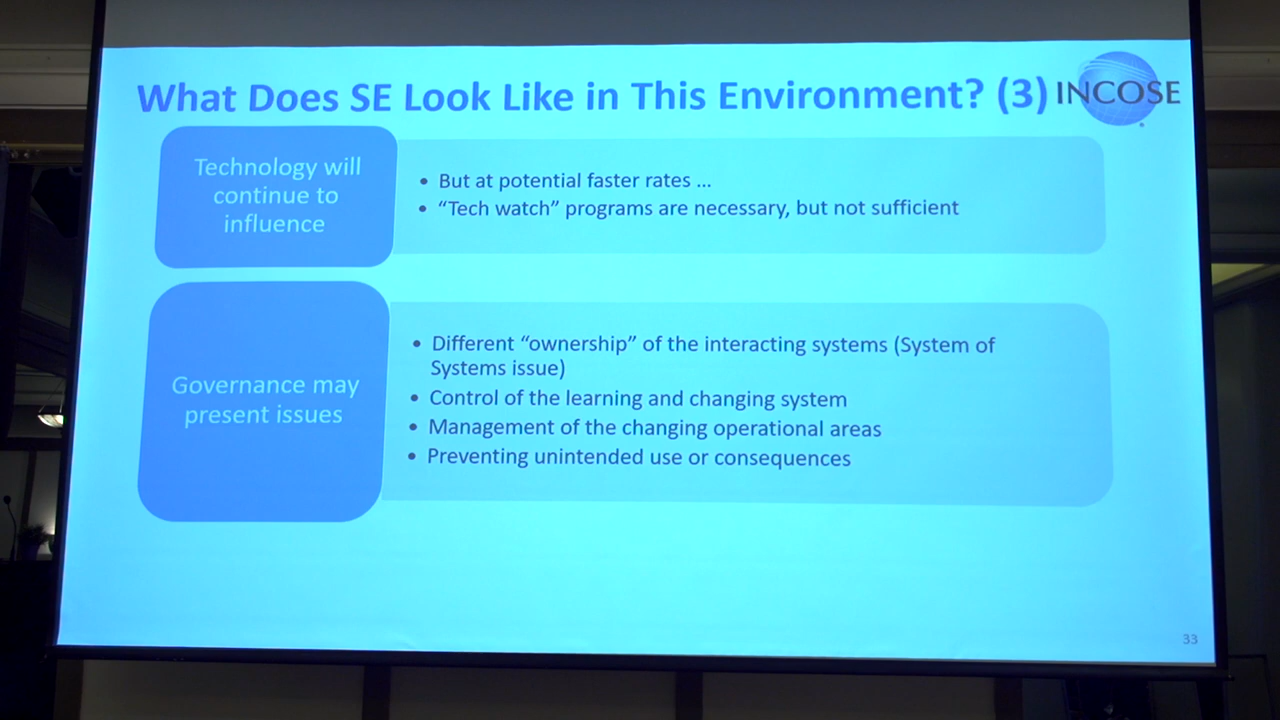 What Does SE Look Like in This Environment? (3)
INCOSE
Technology will
continue to
influence
• But at potential faster rates ...
• “Tech watch” programs are necessary, but not sufficient
Governance may
present issues
• Different “ownership” of the interacting systems (System of
Systems issue)
• Control of the learning and changing system
• Management of the changing operational areas
• Preventing unintended use or consequences
33